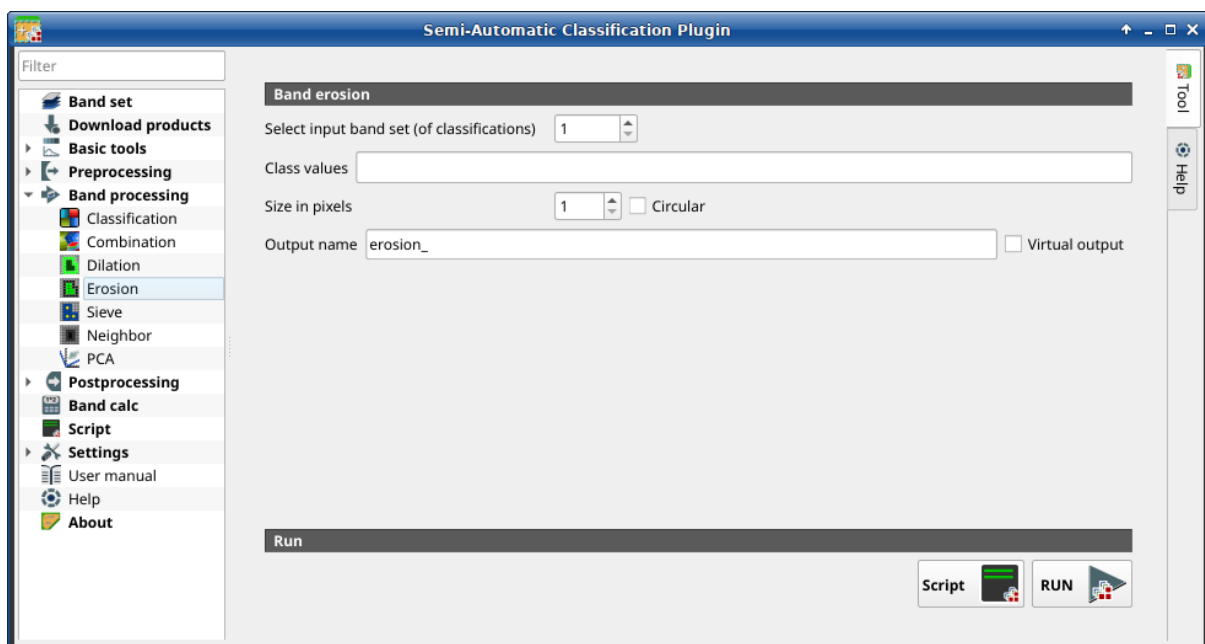 Semi-Automatic Classification Plugin
Filter
Band set
Download products
Basic tools
Preprocessing
Band processing
Classification
Combination
Dilation
Erosion
Sieve
Neighbor
PCA
Postprocessing
Band calc
Script
Settings
User manual
Help
About
Band erosion
Select input band set (of classifications) 1
Class values
Size in pixels 1 Circular
Output name erosion_ Virtual output
Run
Script RUN
Tool
Help